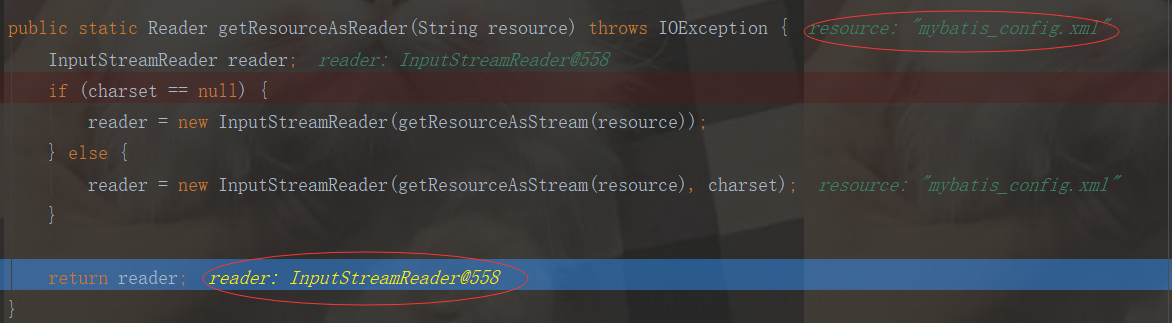 public static Reader getResourceAsReader(String resource) throws IOException {  resource: "mybatis_config.xml"
    InputStreamReader reader;  reader: InputStreamReader@558
    if (charset == null) {
        reader = new InputStreamReader(getResourceAsStream(resource));
    } else {
        reader = new InputStreamReader(getResourceAsStream(resource), charset);  resource: "mybatis_config.xml"
    }
    return reader;  reader: InputStreamReader@558
}